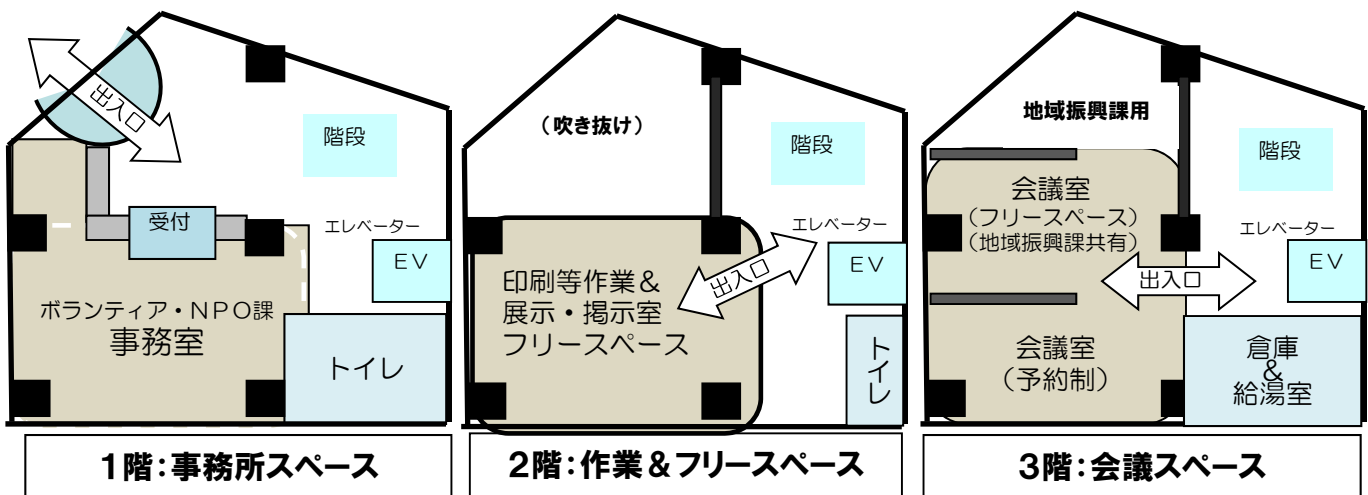 出入口
階段
受付
エレベーター
EV
ボランティア・NPO課
事務室
トイレ
1階:事務所スペース
(吹き抜け)
階段
エレベーター
EV
出入口
印刷等作業&
展示・掲示室
フリースペース
トイレ
2階:作業&フリースペース
地域振興課用
階段
会議室
(フリースペース)
(地域振興課共有)
エレベーター
EV
出入口
会議室
(予約制)
倉庫
&
給湯室
3階:会議スペース